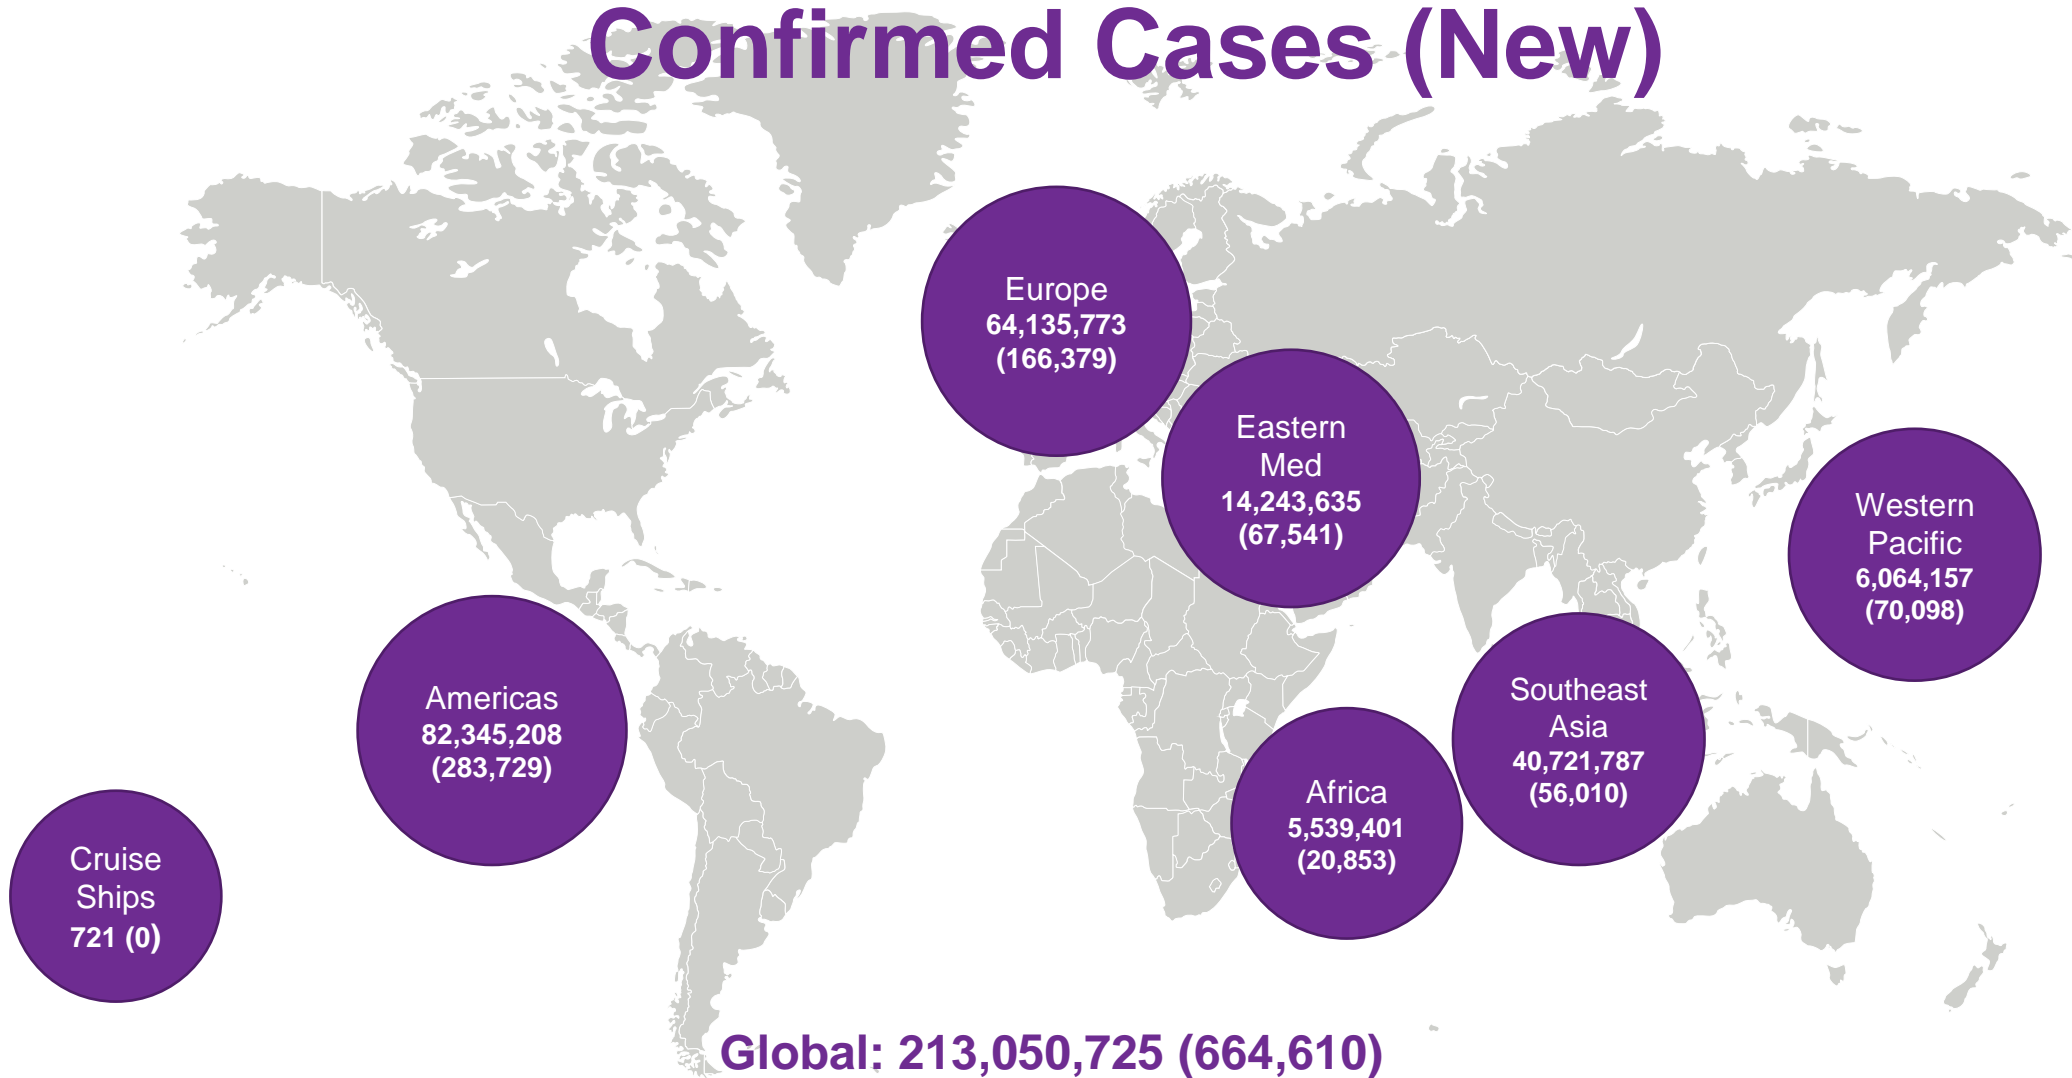 Confirmed Cases (New)
Europe
64,135,773
(166,379)
Eastern
Med
14,243,635
(67,541)
Western
Pacific
6,064,157
(70,098)
Americas
82,345,208
(283,729)
Southeast
Asia
40,721,787
(56,010)
Africa
5,539,401
(20,853)
Cruise
Ships
721 (0)
Global: 213,050,725 (664,610)